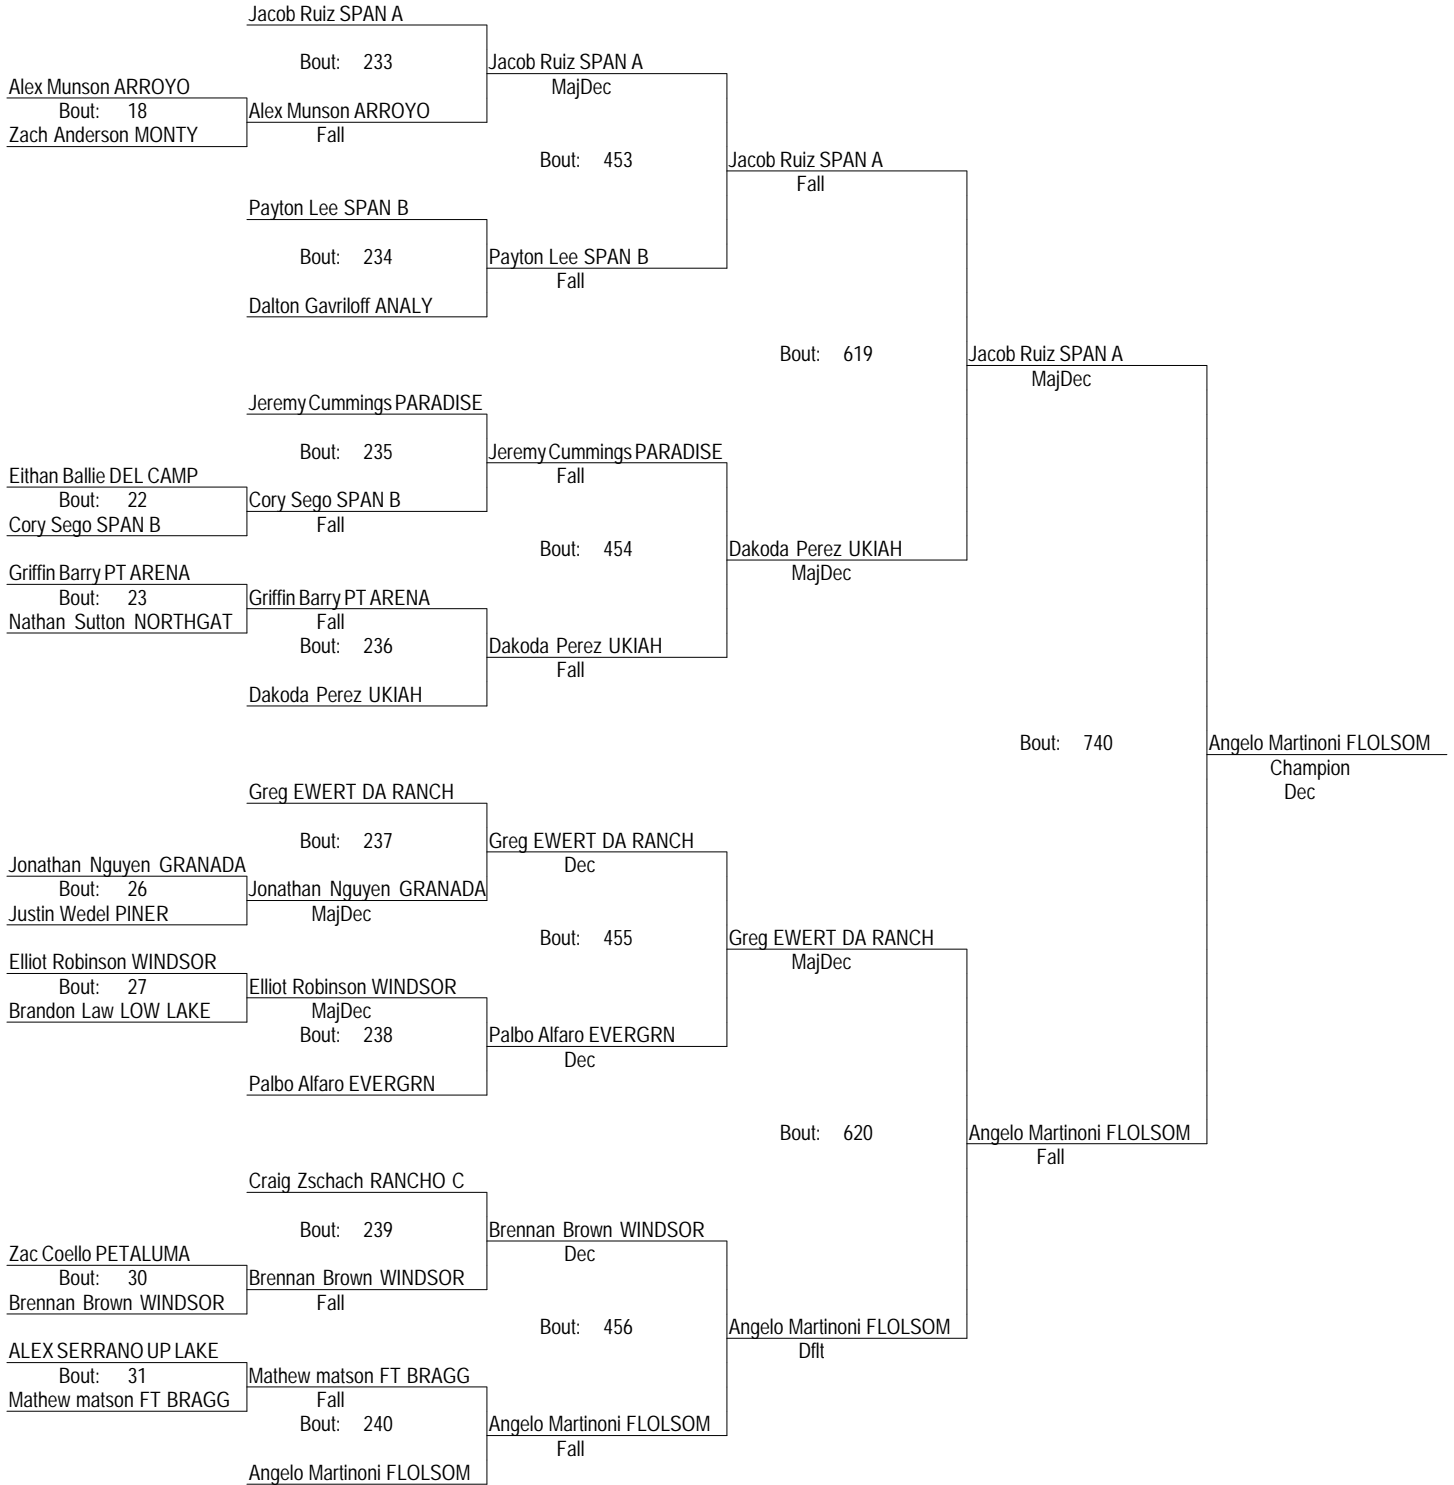 Jacob Ruiz SPAN A
Bout: 233
Jacob Ruiz SPAN A
MajDec
Alex Munson ARROYO
Bout: 18
Zach Anderson MONTY
Alex Munson ARROYO
Fall
Bout: 453
Jacob Ruiz SPAN A
Fall
Payton Lee SPAN B
Bout: 234
Payton Lee SPAN B
Fall
Dalton Gavriloff ANALY
Bout: 619
Jacob Ruiz SPAN A
MajDec
Jeremy Cummings PARADISE
Bout: 235
Jeremy Cummings PARADISE
Fall
Eithan Ballie DEL CAMP
Bout: 22
Cory Sego SPAN B
Cory Sego SPAN B
Fall
Bout: 454
Dakoda Perez UKIAH
MajDec
Griffin Barry PT ARENA
Bout: 23
Nathan Sutton NORTHGAT
Griffin Barry PT ARENA
Fall
Bout: 236
Dakoda Perez UKIAH
Fall
Dakoda Perez UKIAH
Bout: 740
Angelo Martinoni FLOLSOM
Champion
Dec
Greg EWERT DA RANCH
Bout: 237
Greg EWERT DA RANCH
Dec
Jonathan Nguyen GRANADA
Bout: 26
Justin Wedel PINER
Jonathan Nguyen GRANADA
MajDec
Bout: 455
Greg EWERT DA RANCH
MajDec
Elliot Robinson WINDSOR
Bout: 27
Brandon Law LOW LAKE
Elliot Robinson WINDSOR
MajDec
Bout: 238
Palbo Alfaro EVERGRN
Dec
Palbo Alfaro EVERGRN
Bout: 620
Angelo Martinoni FLOLSOM
Fall
Craig Zschach RANCHO C
Bout: 239
Brennan Brown WINDSOR
Dec
Zac Coello PETALUMA
Bout: 30
Brennan Brown WINDSOR
Brennan Brown WINDSOR
Fall
Bout: 456
Angelo Martinoni FLOLSOM
Dflt
ALEX SERRANO UP LAKE
Bout: 31
Mathew matson FT BRAGG
Mathew matson FT BRAGG
Fall
Bout: 240
Angelo Martinoni FLOLSOM
Fall
Angelo Martinoni FLOLSOM